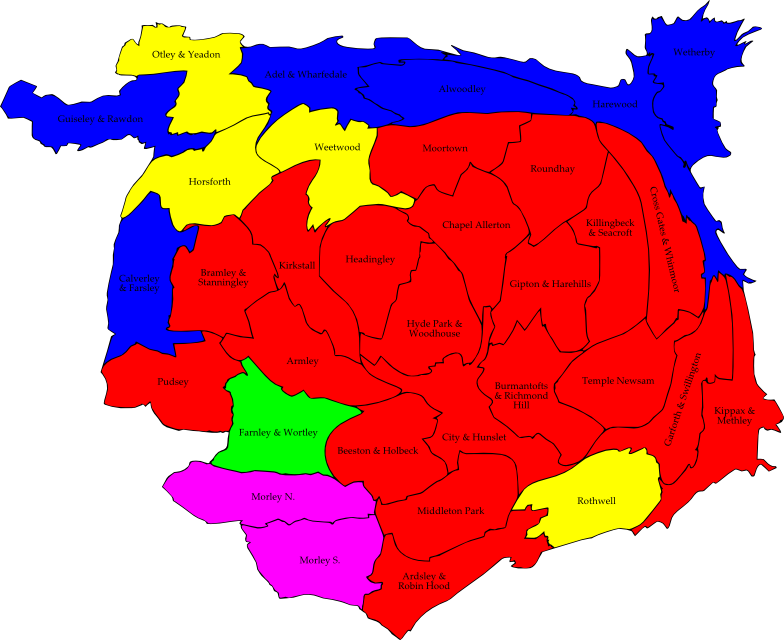 Otley & Yeadon
Wetherby
Adel & Wharfedale
Alwoodley
Harewood
Guiseley & Rawdon
Weetwood
Moortown
Roundhay
Horsforth
Cross Gates & Whinmoor
Chapel Allerton
Killingbeck
& Seacroft
Headingley
Kirkstall
Bramley &
Stanningley
Calverley
& Farsley
Gipton & Harehills
Hyde Park &
Woodhouse
Armley
Pudsey
Temple Newsam
Burmantofts
& Richmond
Hill
Garforth & Swillington
Kippax &
Methley
Farnley & Wortley
City & Hunslet
Beeston & Holbeck
Morley N.
Rothwell
Middleton Park
Morley S.
Ardsley &
Robin Hood